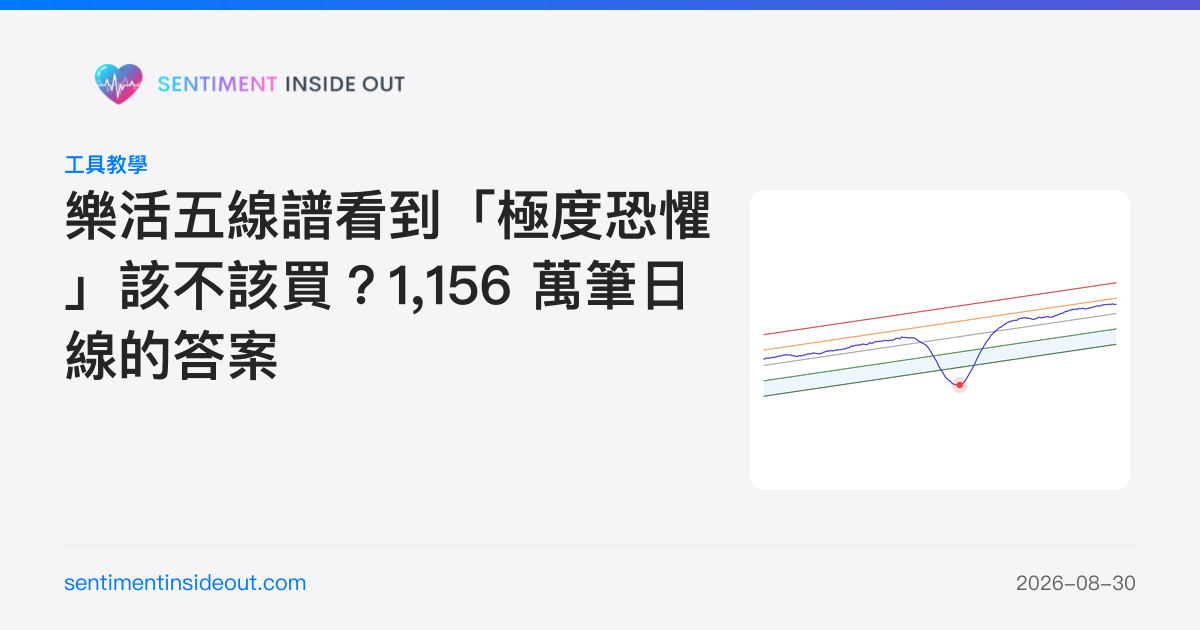 SENTIMENT INSIDE OUT
工具教學
樂活五線譜看到「極度恐懼
」該不該買？1,156 萬筆日
線的答案
sentimentinsideout.com
2026-08-30